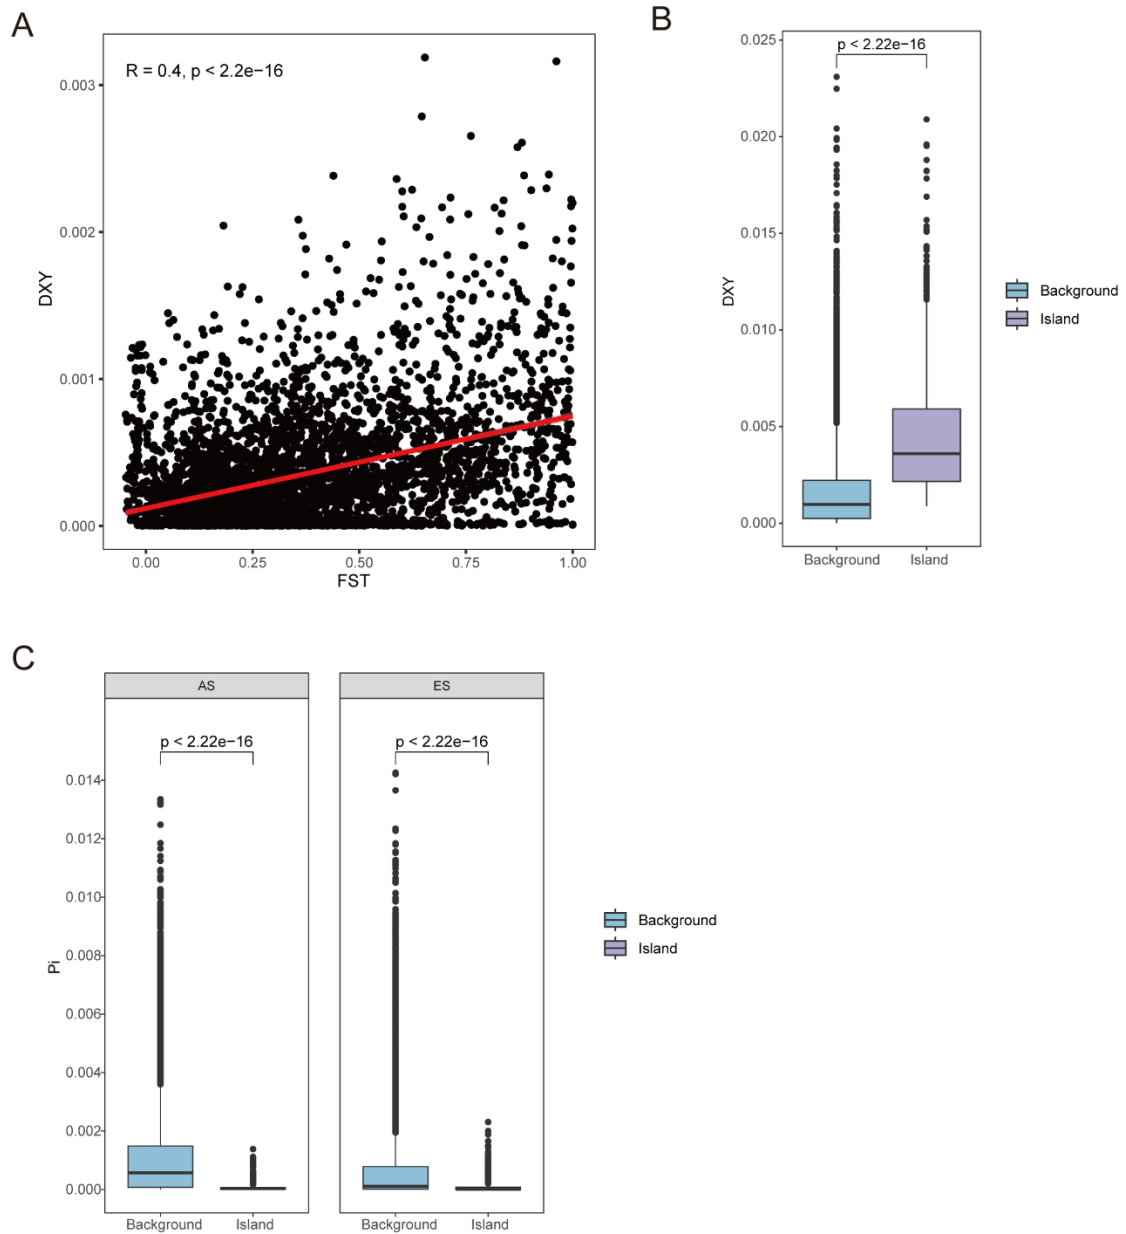 A
R = 0.4, p < 2.2e−16
DXY
0.003
0.002
0.001
0.000
0.00
0.25
0.50
0.75
1.00
FST
B
p < 2.22e−16
DXY
0.025
0.020
0.015
0.010
0.005
0.000
Background
Island
Background
Island
C
AS
ES
p < 2.22e−16
p < 2.22e−16
Pi
0.014
0.012
0.010
0.008
0.006
0.004
0.002
0.000
Background
Island
Background
Island
Background
Island